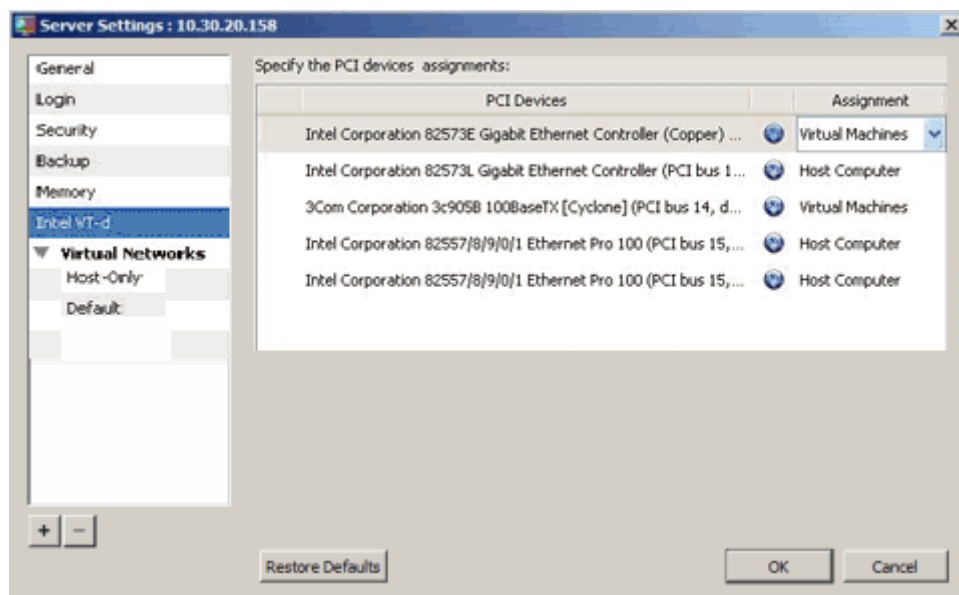 Server Settings : 10.30.20.158
General
Login
Security
Backup
Memory
Intel VT-d
Virtual Networks
Host-Only
Default
Specify the PCI devices assignments:
PCI Devices Assignment
Intel Corporation 82573E Gigabit Ethernet Controller (Copper) ... Virtual Machines
Intel Corporation 82573L Gigabit Ethernet Controller (PCI bus 1... Host Computer
3Com Corporation 3c905B 100BaseTX [Cyclone] (PCI bus 14, d... Virtual Machines
Intel Corporation 82557/8/9/0/1 Ethernet Pro 100 (PCI bus 15,... Host Computer
Intel Corporation 82557/8/9/0/1 Ethernet Pro 100 (PCI bus 15,... Host Computer
+ -
Restore Defaults OK Cancel